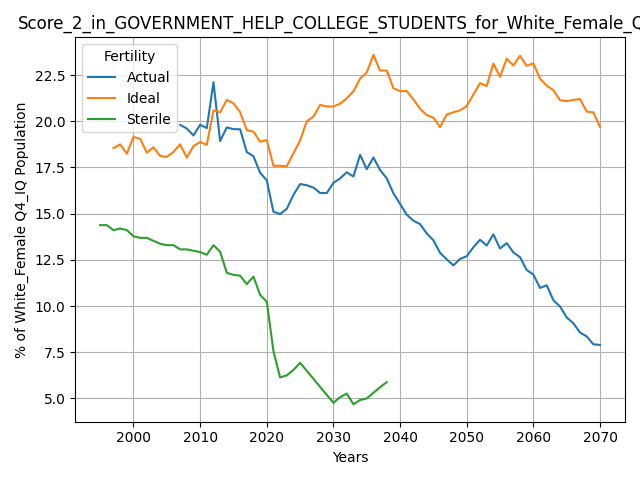 Score_2_in_GOVERNMENT_HELP_COLLEGE_STUDENTS_for_White_Female_Q
Fertility
Actual
Ideal
Sterile
% of White_Female Q4_IQ Population
22.5
20.0
17.5
15.0
12.5
10.0
7.5
5.0
2000 2010 2020 2030 2040 2050 2060 2070
Years